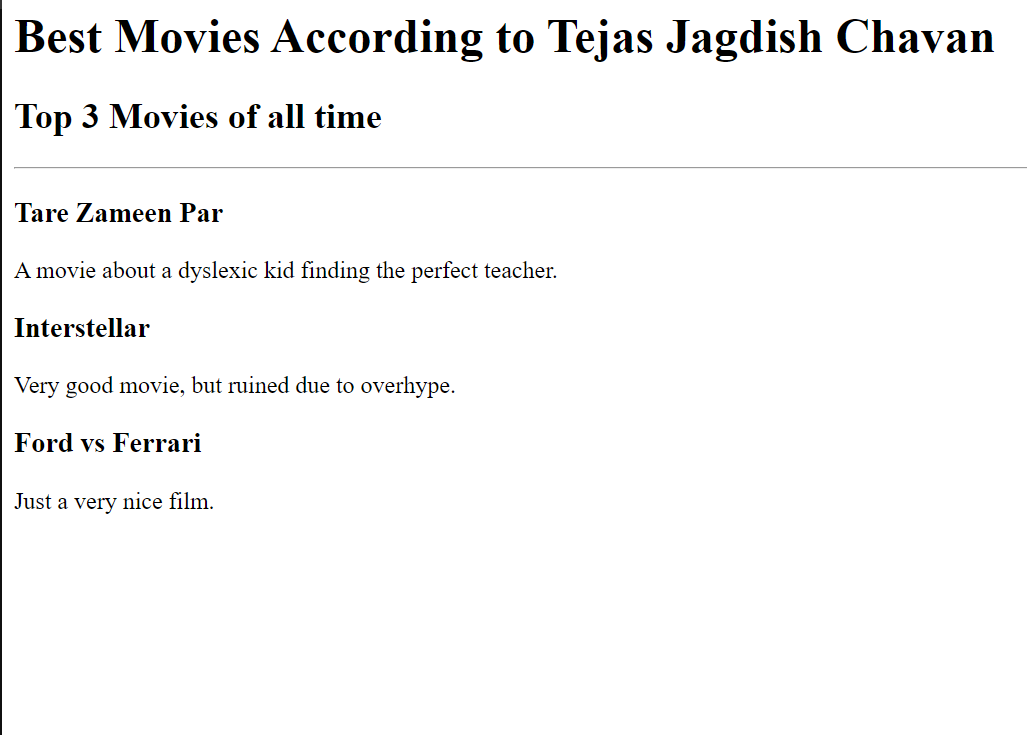 Best Movies According to Tejas Jagdish Chavan
Top 3 Movies of all time
Tare Zameen Par
A movie about a dyslexic kid finding the perfect teacher.
Interstellar
Very good movie, but ruined due to overhype.
Ford vs Ferrari
Just a very nice film.